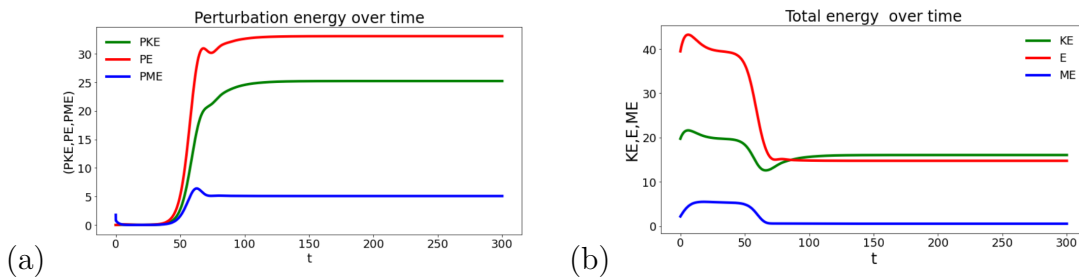 Perturbation energy over time
PKE
PE
PME
(PKE,PE,PME)
30
25
20
15
10
5
0
0 50 100 150 200 250 300
t
(a)
Total energy over time
KE
E
ME
KE,E,ME
40
30
20
10
0
0 50 100 150 200 250 300
t
(b)